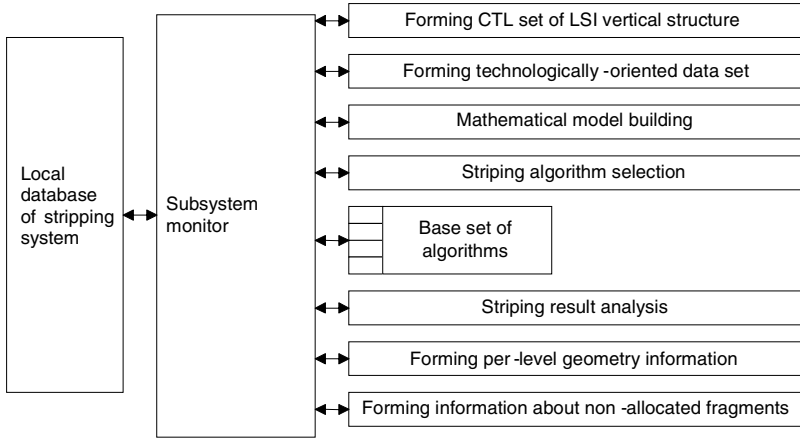 Local
database
of stripping
system
Subsystem
monitor
Forming CTL set of LSI vertical structure
Forming technologically -oriented data set
Mathematical model building
Striping algorithm selection
Base set of
algorithms
Striping result analysis
Forming per -level geometry information
Forming information about non -allocated fragments